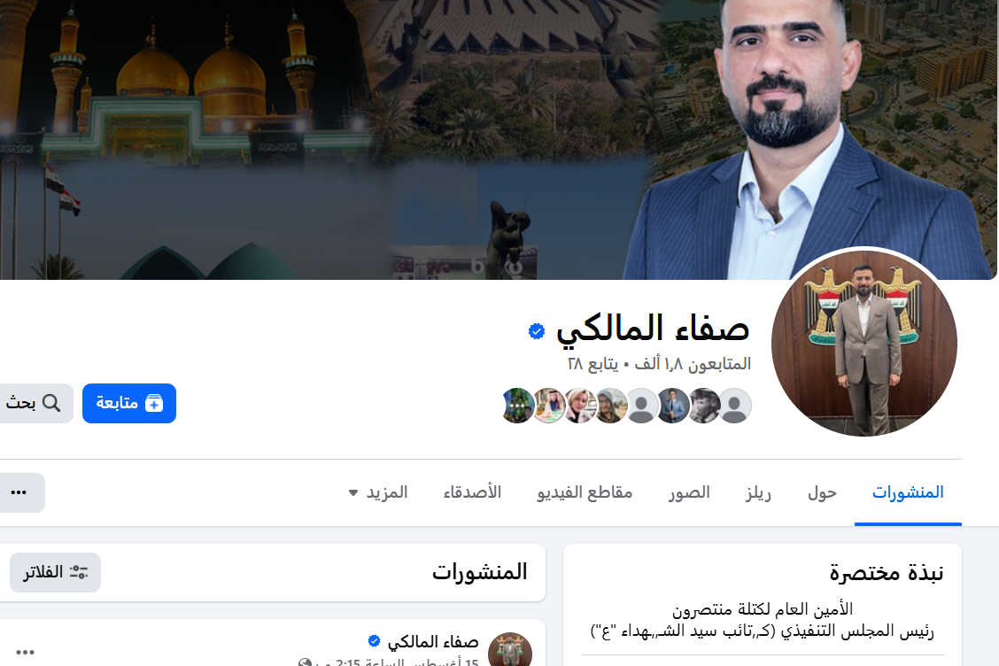 صفاء المالكي
المتابعون ١٫٨ ألف • يتابع ٢٨
متابعة
بحث
المنشورات
حول
ريلز
الصور
مقاطع الفيديو
الأصدقاء
المزيد
نبذة مختصرة
الأمين العام لكتلة منتصرون
رئيس المجلس التنفيذي (كـ,,تائب سيد الشـ,,ـهداء "ع")
المنشورات
الفلاتر
صفاء المالكي
15 أغسطس الساعة 2:15 م